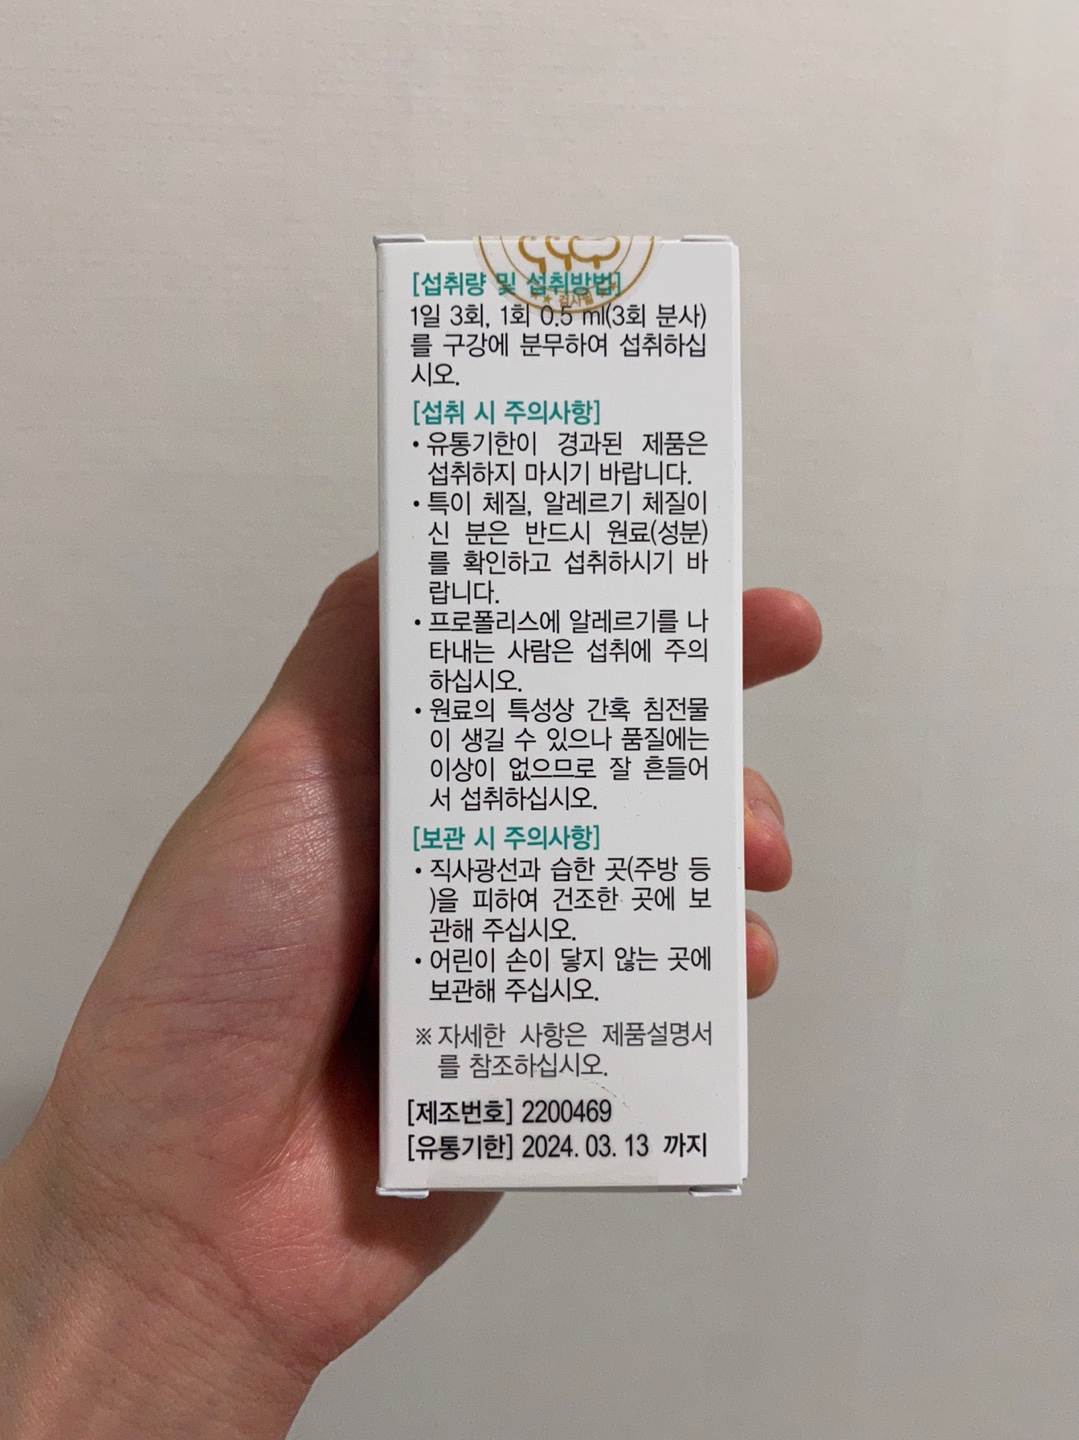 [섭취량 및 섭취방법]
검사필
1일 3회, 1회 0.5 ml(3회 분사)
를 구강에 분무하여 섭취하십
시오.
[섭취 시 주의사항]
• 유통기한이 경과된 제품은
섭취하지 마시기 바랍니다.
• 특이 체질, 알레르기 체질이
신 분은 반드시 원료(성분)
를 확인하고 섭취하시기 바
랍니다.
• 프로폴리스에 알레르기를 나
타내는 사람은 섭취에 주의
하십시오.
• 원료의 특성상 간혹 침전물
이 생길 수 있으나 품질에는
이상이 없으므로 잘 흔들어
서 섭취하십시오.
[보관 시 주의사항]
• 직사광선과 습한 곳(주방 등
)을 피하여 건조한 곳에 보
관해 주십시오.
• 어린이 손이 닿지 않는 곳에
보관해 주십시오.
※ 자세한 사항은 제품설명서
를 참조하십시오.
[제조번호] 2200469
[유통기한] 2024. 03. 13 까지